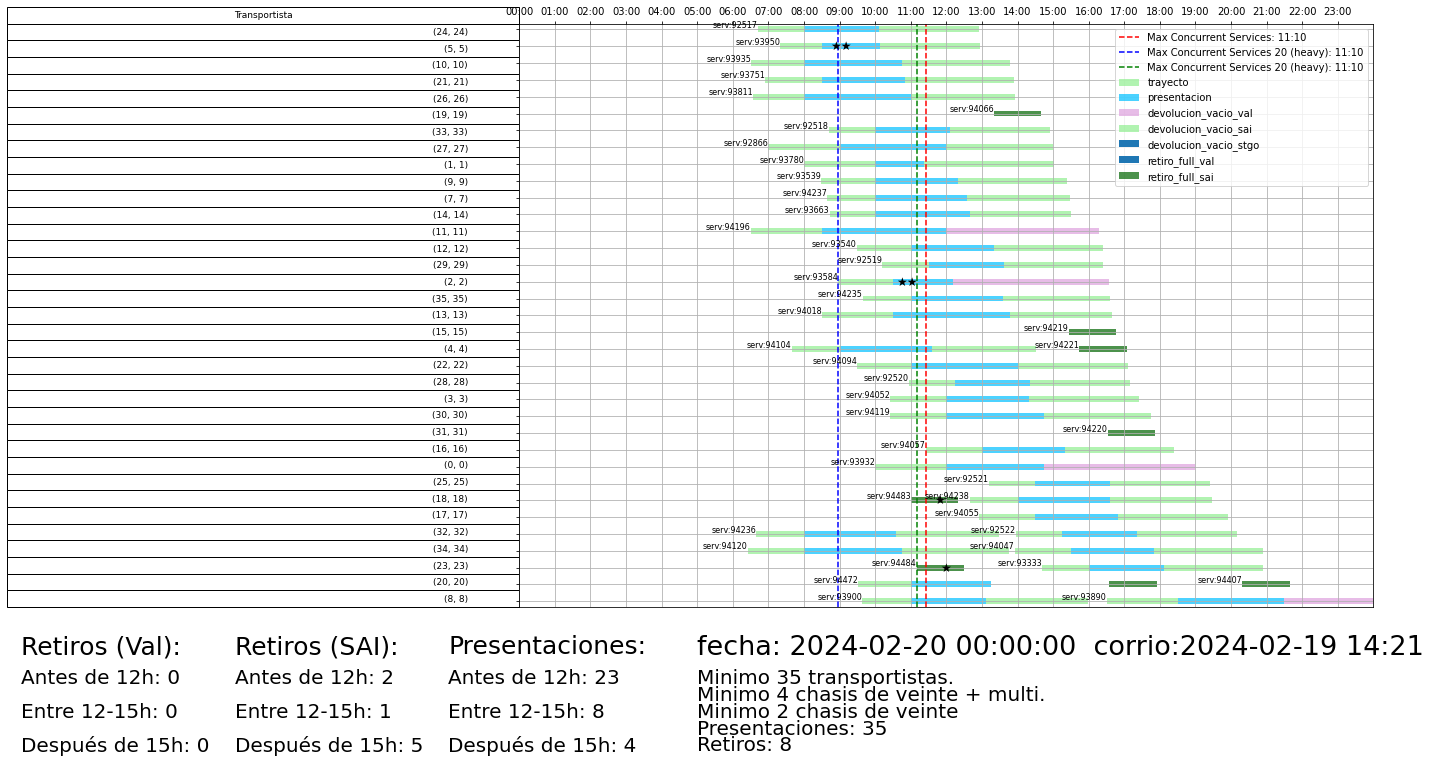 Transportista
00:00 01:00 02:00 03:00 04:00 05:00 06:00 07:00 08:00 09:00 10:00 11:00 12:00 13:00 14:00 15:00 16:00 17:00 18:00 19:00 20:00 21:00 22:00 23:00
(24, 24) serv:92517
(5, 5) serv:93950
(10, 10) serv:93935
(21, 21) serv:93751
(26, 26) serv:93811
(19, 19) serv:94066
(33, 33) serv:92518
(27, 27) serv:92866
(1, 1) serv:93780
(9, 9) serv:93539
(7, 7) serv:94237
(14, 14) serv:93663
(11, 11) serv:94196
(12, 12) serv:93540
(29, 29) serv:92519
(2, 2) serv:93584
(35, 35) serv:94235
(13, 13) serv:94018
(15, 15) serv:94219
(4, 4) serv:94104 serv:94221
(22, 22) serv:94094
(28, 28) serv:92520
(3, 3) serv:94052
(30, 30) serv:94119
(31, 31) serv:94220
(16, 16) serv:94057
(0, 0) serv:93932
(25, 25) serv:92521
(18, 18) serv:94483 serv:94238
(17, 17) serv:94055
(32, 32) serv:94236 serv:92522
(34, 34) serv:94120 serv:94047
(23, 23) serv:94484 serv:93333
(20, 20) serv:94472 serv:94407
(8, 8) serv:93900 serv:93890
Max Concurrent Services: 11:10
Max Concurrent Services 20 (heavy): 11:10
Max Concurrent Services 20 (heavy): 11:10
trayecto
presentacion
devolucion_vacio_val
devolucion_vacio_sai
devolucion_vacio_stgo
retiro_full_val
retiro_full_sai
Retiros (Val):
Antes de 12h: 0
Entre 12-15h: 0
Después de 15h: 0
Retiros (SAI):
Antes de 12h: 2
Entre 12-15h: 1
Después de 15h: 5
Presentaciones:
Antes de 12h: 23
Entre 12-15h: 8
Después de 15h: 4
fecha: 2024-02-20 00:00:00 corrio:2024-02-19 14:21
Minimo 35 transportistas.
Minimo 4 chasis de veinte + multi.
Minimo 2 chasis de veinte
Presentaciones: 35
Retiros: 8